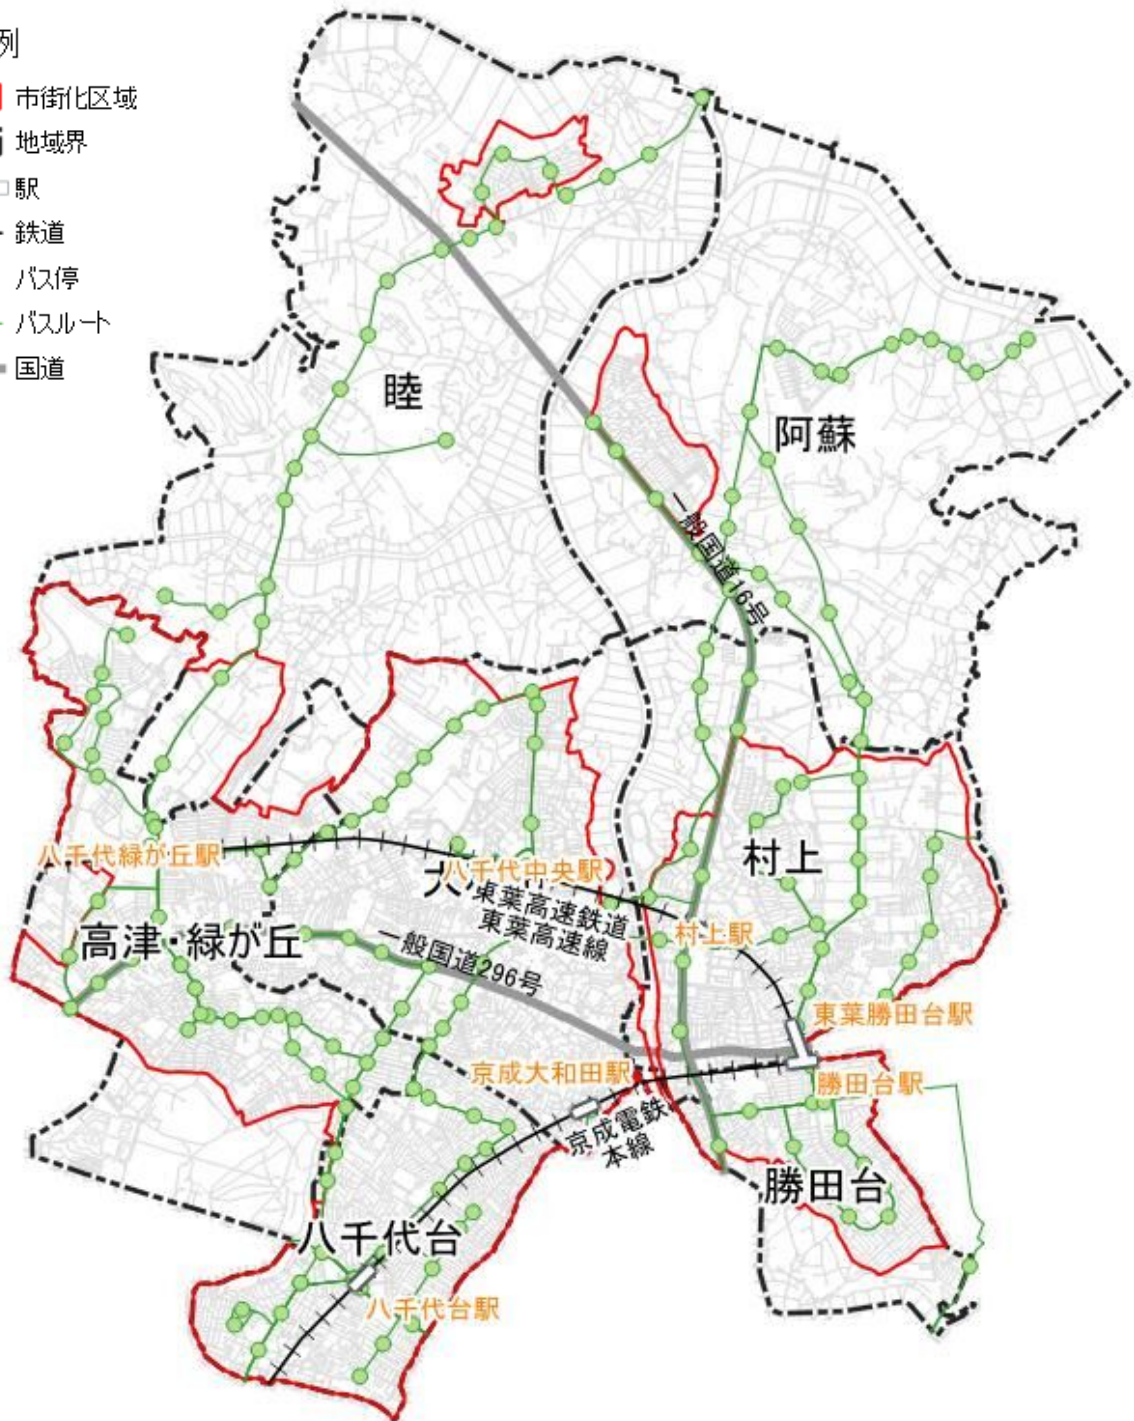 例
市街化区域
地域界
駅
鉄道
バス停
バスルート
国道
睦
阿蘇
一般国道16号
八千代緑が丘駅
八千代中央駅
大
東葉高速鉄道
東葉高速線
村上
高津・緑が丘
一般国道296号
村上駅
東葉勝田台駅
京成大和田駅
勝田台駅
京成電鉄
本線
勝田台
八千代台
八千代台駅